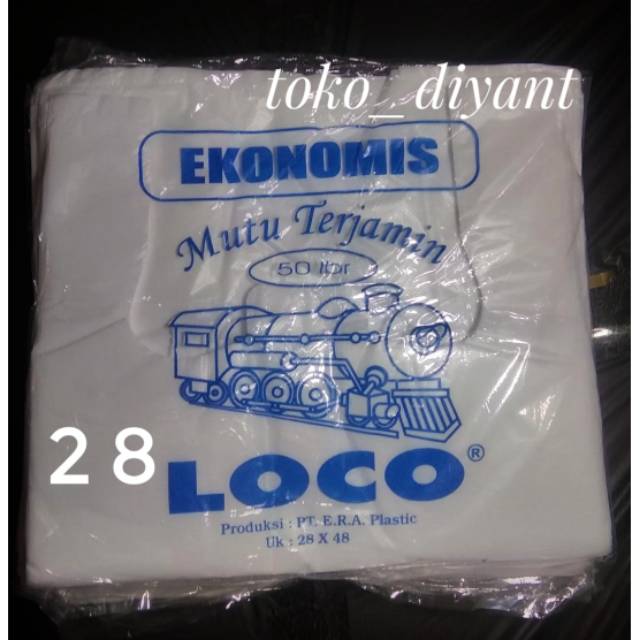 toko_diyant
EKONOMIS
Mutu Terjamin
50 lbr
28
LOCO®
Produksi : PT. E.R.A. Plastic
Uk : 28 X 48